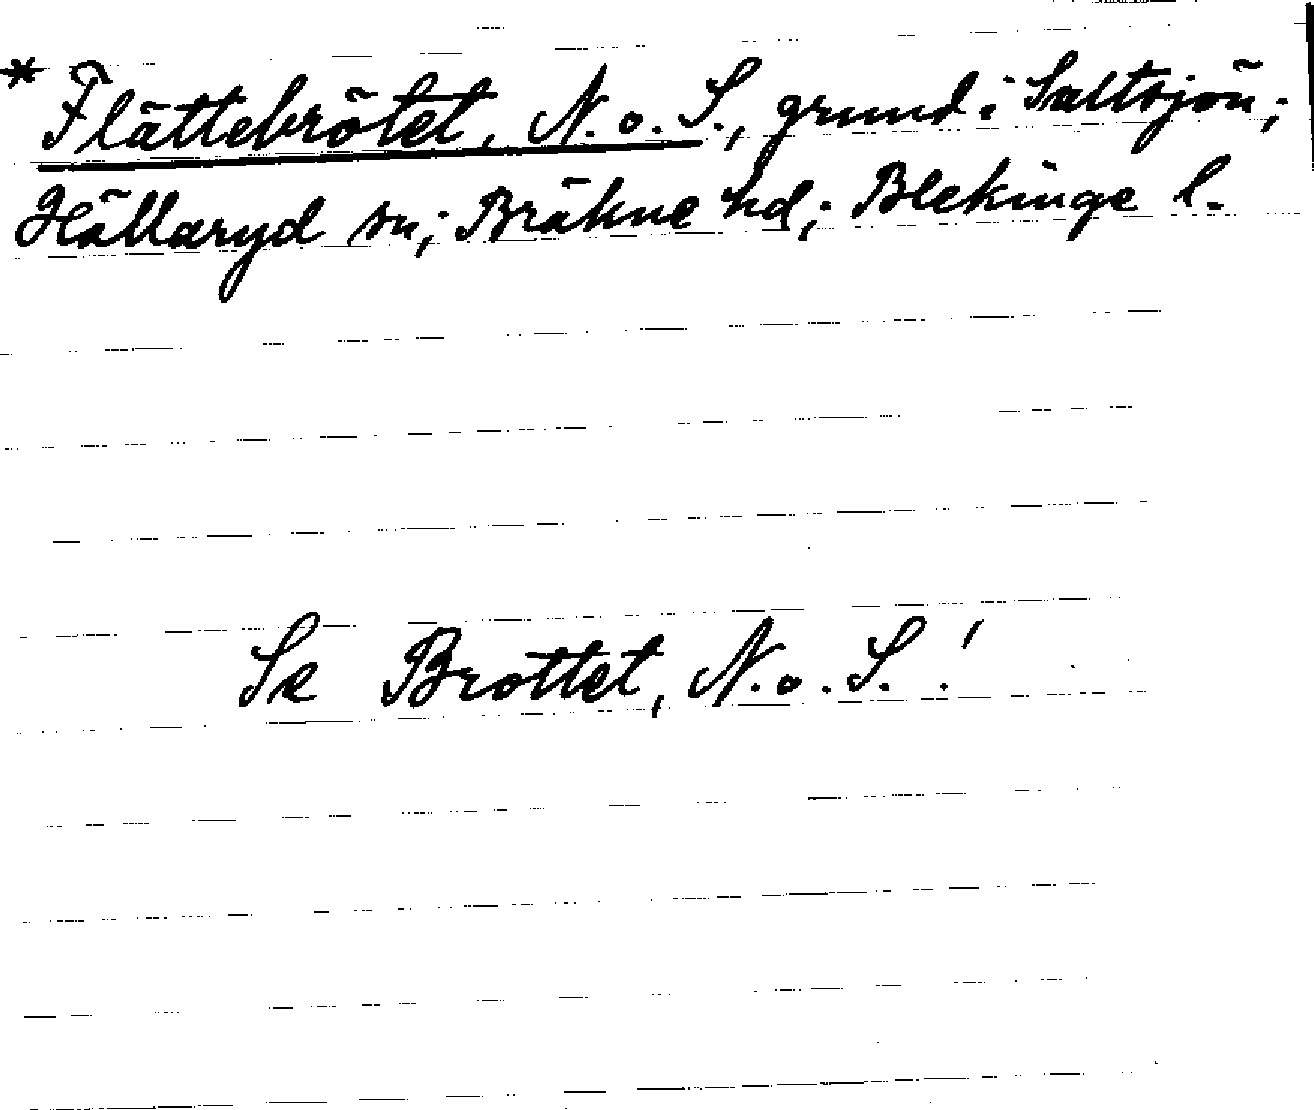 * Flättebrötet, N. o. S., grund i Saltsjön;
Hällaryd sn; Bräkne hd; Blekinge l.
Se Brottet, N. o. S.!